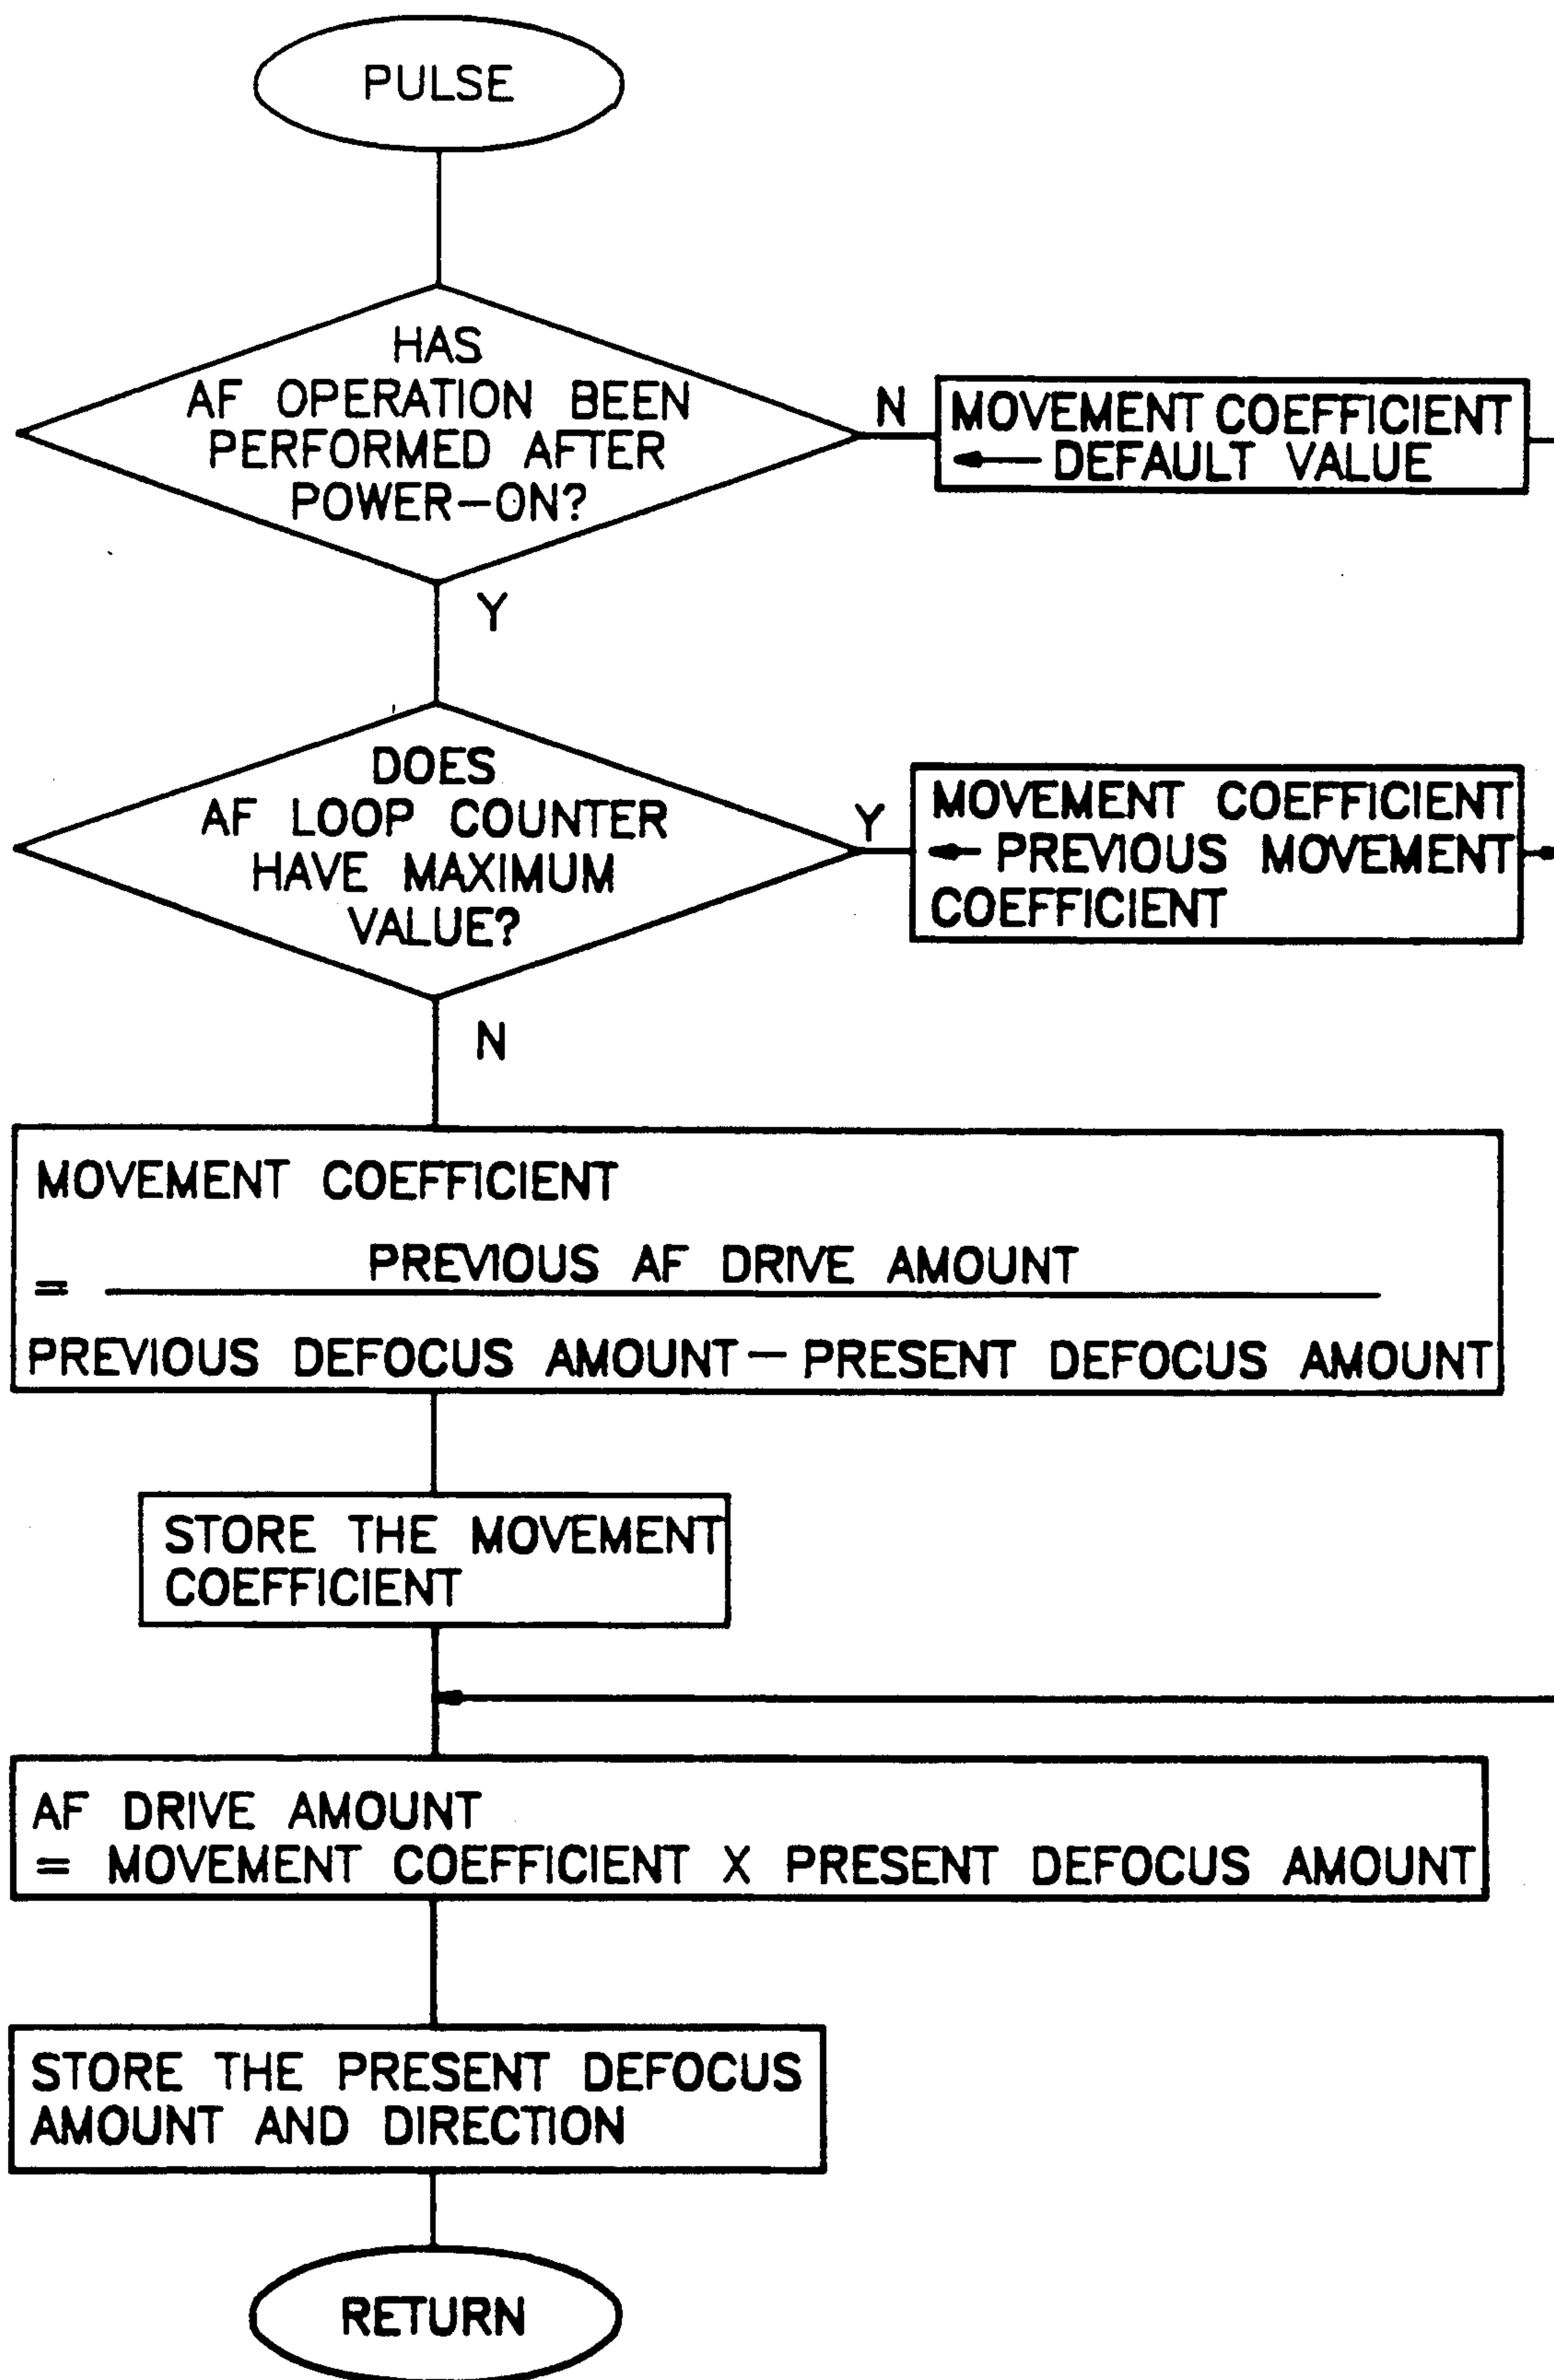 PULSE
HAS
AF OPERATION BEEN
PERFORMED AFTER
POWER-ON?
N
MOVEMENT COEFFICIENT
← DEFAULT VALUE
Y
DOES
AF LOOP COUNTER
HAVE MAXIMUM
VALUE?
Y
MOVEMENT COEFFICIENT
← PREVIOUS MOVEMENT
COEFFICIENT
N
MOVEMENT COEFFICIENT
PREVIOUS AF DRIVE AMOUNT
=
PREVIOUS DEFOCUS AMOUNT — PRESENT DEFOCUS AMOUNT
STORE THE MOVEMENT
COEFFICIENT
AF DRIVE AMOUNT
= MOVEMENT COEFFICIENT X PRESENT DEFOCUS AMOUNT
STORE THE PRESENT DEFOCUS
AMOUNT AND DIRECTION
RETURN